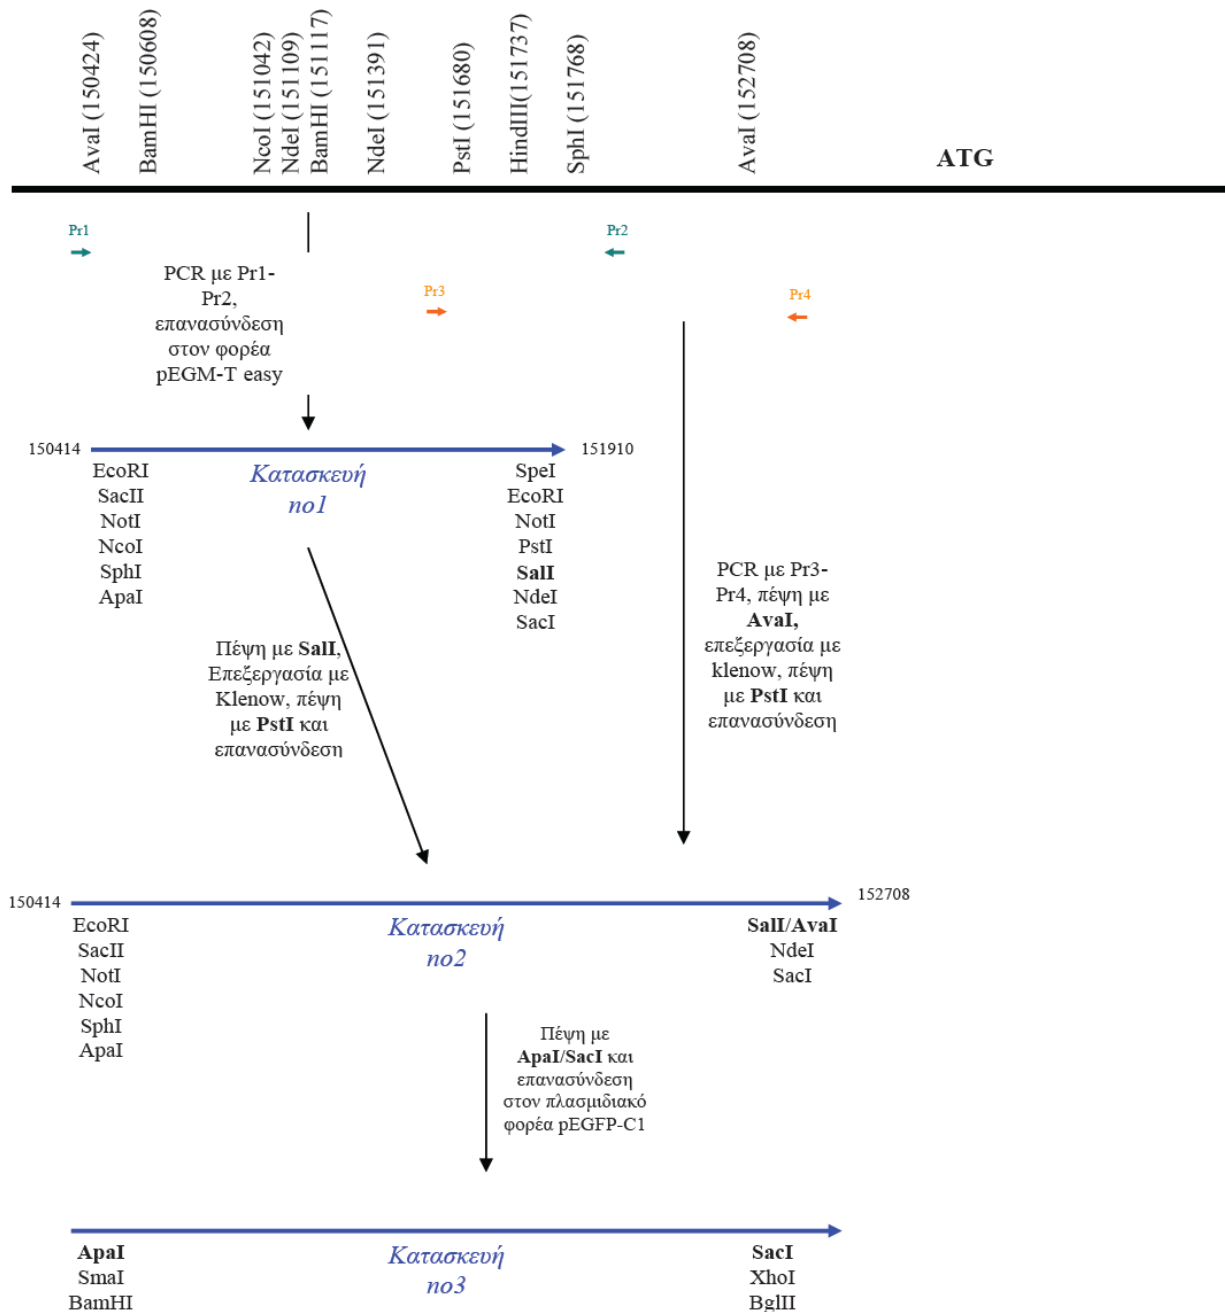 AvaI (150424)
BamHI (150608)
NcoI (151042)
NdeI (151109)
BamHI (151117)
NdeI (151391)
PstI (151680)
HindIII(151737)
SphI (151768)
AvaI (152708)
ATG
Pr1
Pr2
PCR με Pr1-
Pr2,
επανασύνδεση
στον φορέα
pEGM-T easy
Pr3
Pr4
150414
151910
EcoRI
SacII
NotI
NcoI
SphI
ApaI
Κατασκευή
no1
SpeI
EcoRI
NotI
PstI
SalI
NdeI
SacI
PCR με Pr3-
Pr4, πέψη με
AvaI,
επεξεργασία με
klenow, πέψη
με PstI και
επανασύνδεση
Πέψη με SalI,
Επεξεργασία με
Klenow, πέψη
με PstI και
επανασύνδεση
150414
152708
EcoRI
SacII
NotI
NcoI
SphI
ApaI
Κατασκευή
no2
SalI/AvaI
NdeI
SacI
Πέψη με
ApaI/SacI και
επανασύνδεση
στον πλασμιδιακό
φορέα pEGFP-C1
ApaI
SmaI
BamHI
Κατασκευή
no3
SacI
XhoI
BglII